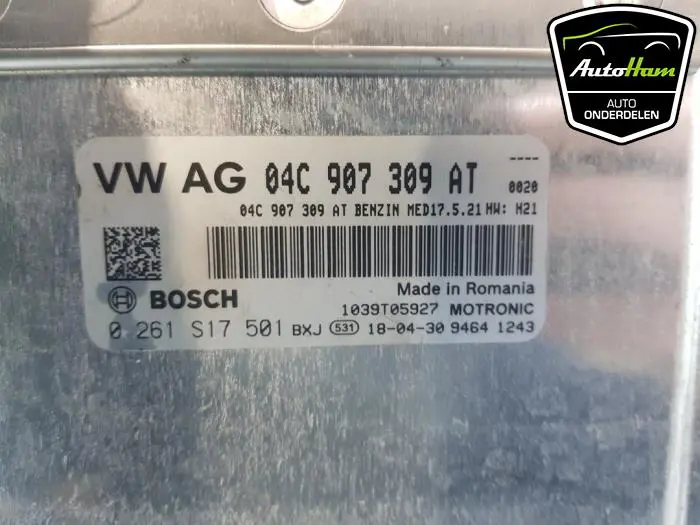 AutoHam
AUTO
ONDERDELEN
VW AG 04C 907 309 AT
----
0020
04C 907 309 AT BENZIN MED17.5.21 HW: H21
Made in Romania
BOSCH
1039T05927 MOTRONIC
0 261 S17 501 BXJ 531 18-04-30 9464 1243